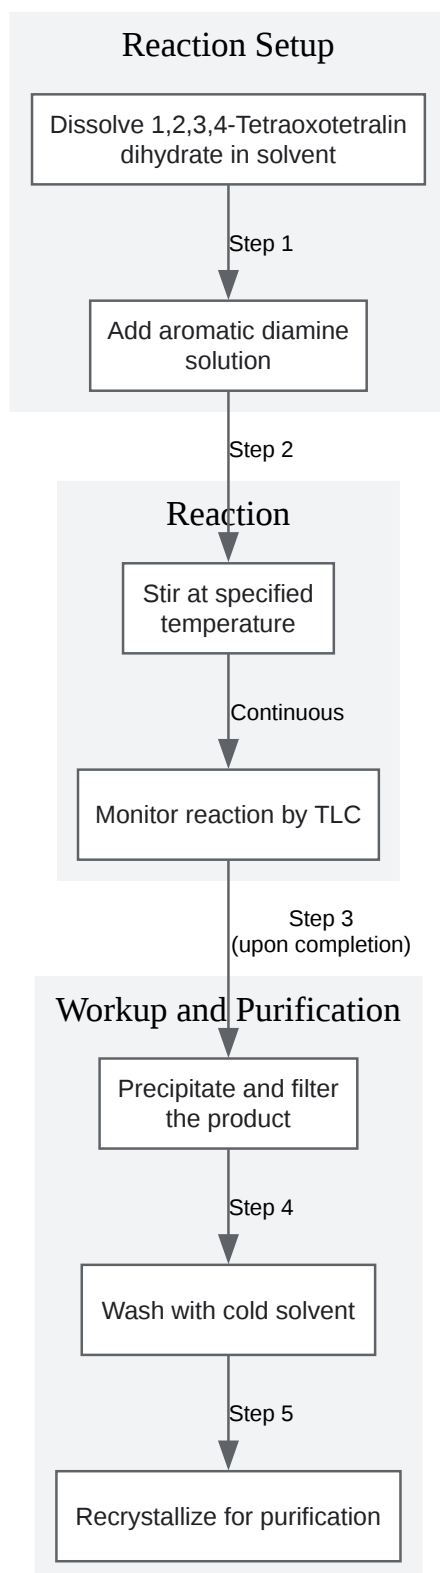 Reaction Setup
Dissolve 1,2,3,4-Tetraoxotetralin
dihydrate in solvent
Step 1
Add aromatic diamine
solution
Step 2
Reaction
Stir at specified
temperature
Continuous
Monitor reaction by TLC
Step 3
(upon completion)
Workup and Purification
Precipitate and filter
the product
Step 4
Wash with cold solvent
Step 5
Recrystallize for purification